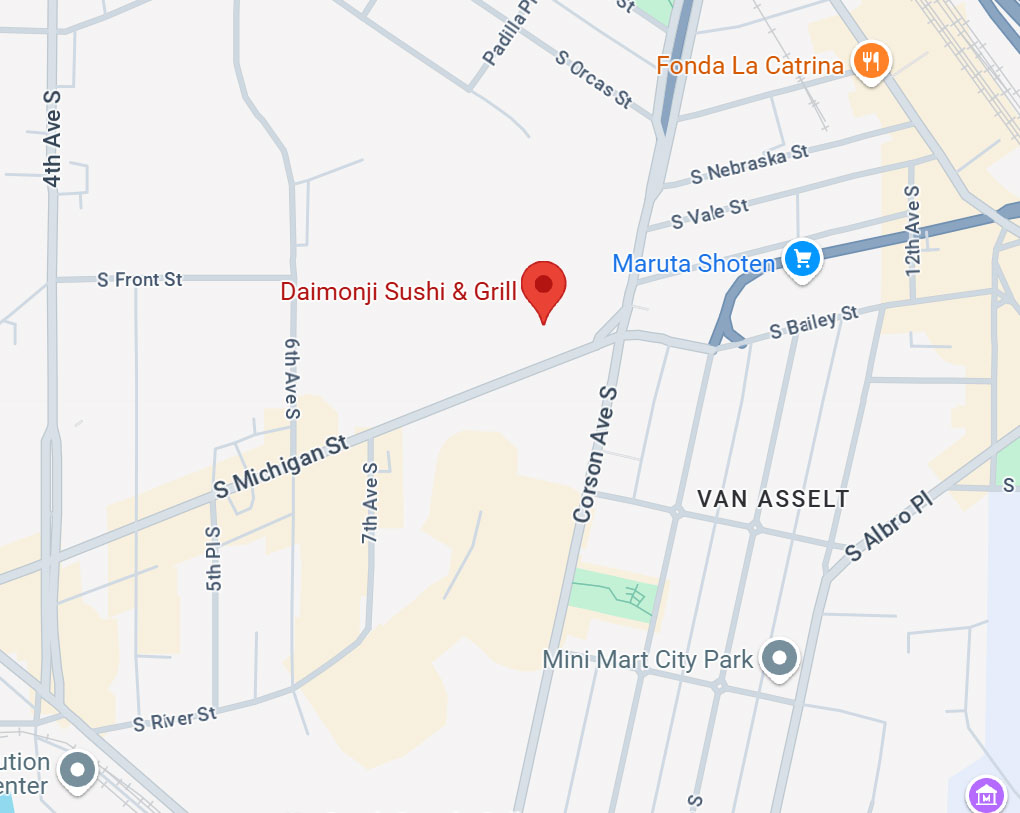 Padilla Pl
St
S Orcas St
Fonda La Catrina
4th Ave S
S Nebraska St
S Vale St
12th Ave S
Maruta Shoten
S Front St
Daimonji Sushi & Grill
S Bailey St
6th Ave S
Corson Ave S
S Michigan St
7th Ave S
VAN ASSELT
S
S Albro Pl
5th Pl S
Mini Mart City Park
S River St
ution
enter
S